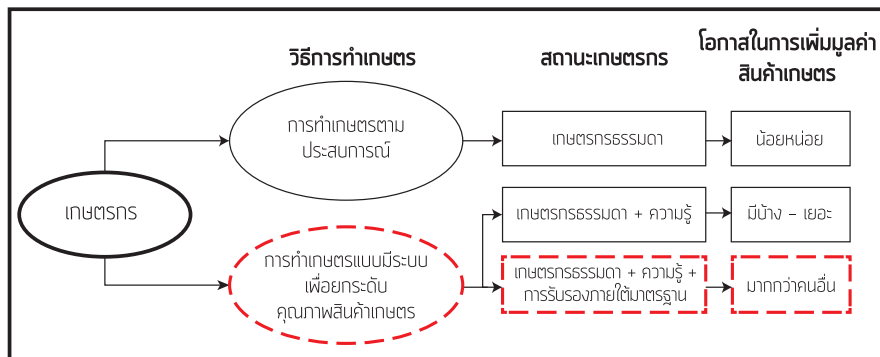 วิธีการทำเกษตร
สถานะเกษตรกร
โอกาสในการเพิ่มมูลค่า
สินค้าเกษตร
เกษตรกร
การทำเกษตรตาม
ประสบการณ์
เกษตรกรธรรมดา
น้อยหน่อย
การทำเกษตรแบบมีระบบ
เพื่อยกระดับ
คุณภาพสินค้าเกษตร
เกษตรกรธรรมดา + ความรู้
มีบ้าง – เยอะ
เกษตรกรธรรมดา + ความรู้ +
การรับรองภายใต้มาตรฐาน
มากกว่าคนอื่น